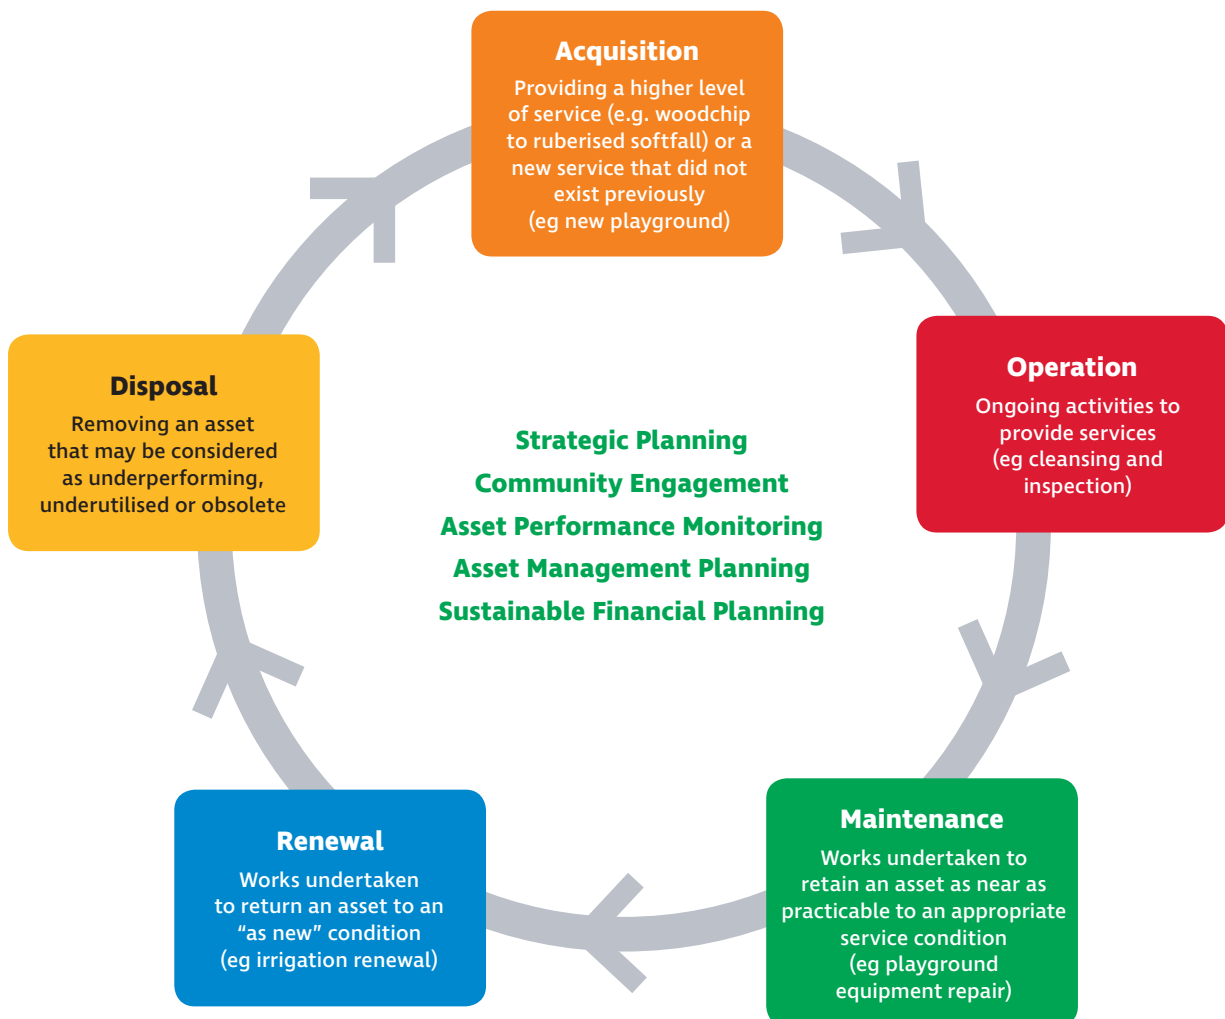 Acquisition
Providing a higher level
of service (e.g. woodchip
to ruberised softfall) or a
new service that did not
exist previously
(eg new playground)
Operation
Ongoing activities to
provide services
(eg cleansing and
inspection)
Maintenance
Works undertaken to
retain an asset as near as
practicable to an appropriate
service condition
(eg playground
equipment repair)
Renewal
Works undertaken
to return an asset to an
“as new” condition
(eg irrigation renewal)
Disposal
Removing an asset
that may be considered
as underperforming,
underutilised or obsolete
Strategic Planning
Community Engagement
Asset Performance Monitoring
Asset Management Planning
Sustainable Financial Planning